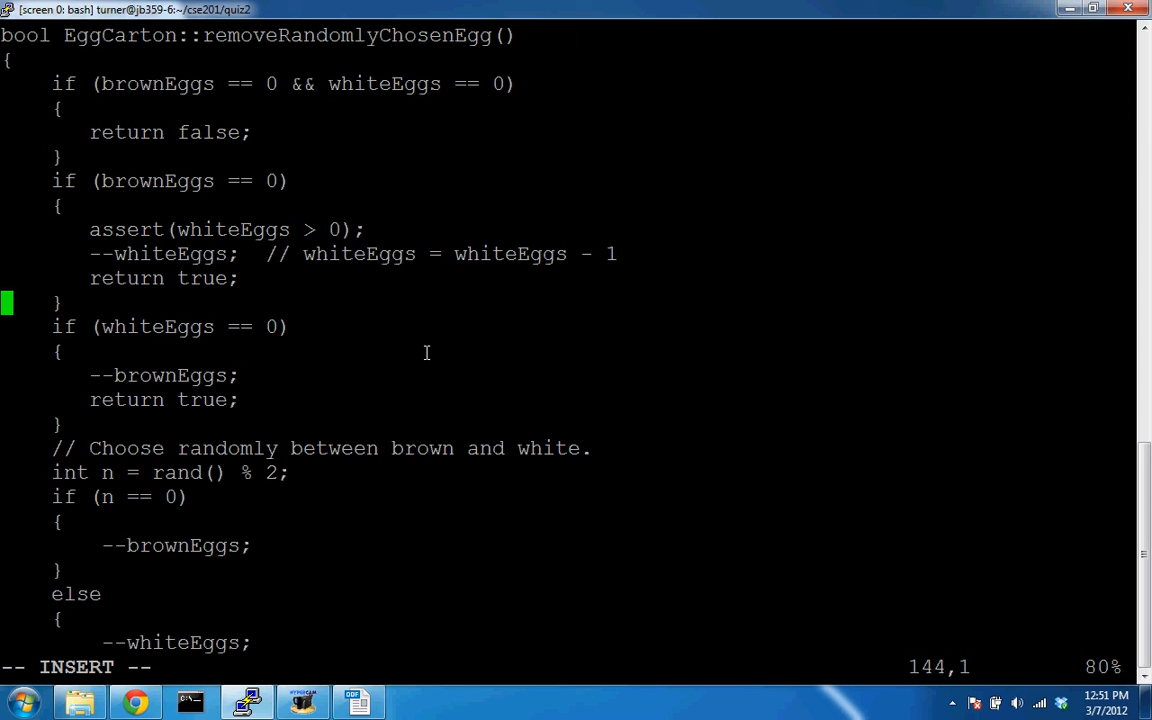 [screen 0: bash] turner@jb359-6:~/cse201/quiz2
bool EggCarton::removeRandomlyChosenEgg()
{
    if (brownEggs == 0 && whiteEggs == 0)
    {
       return false;
    }
    if (brownEggs == 0)
    {
       assert(whiteEggs > 0);
       --whiteEggs;  // whiteEggs = whiteEggs - 1
       return true;
    }
    if (whiteEggs == 0)
    {
       --brownEggs;
       return true;
    }
    // Choose randomly between brown and white.
    int n = rand() % 2;
    if (n == 0)
    {
        --brownEggs;
    }
    else
    {
        --whiteEggs;
-- INSERT -- 144,1 80%
C:\
HYPERCAM
ODF
12:51 PM
3/7/2012